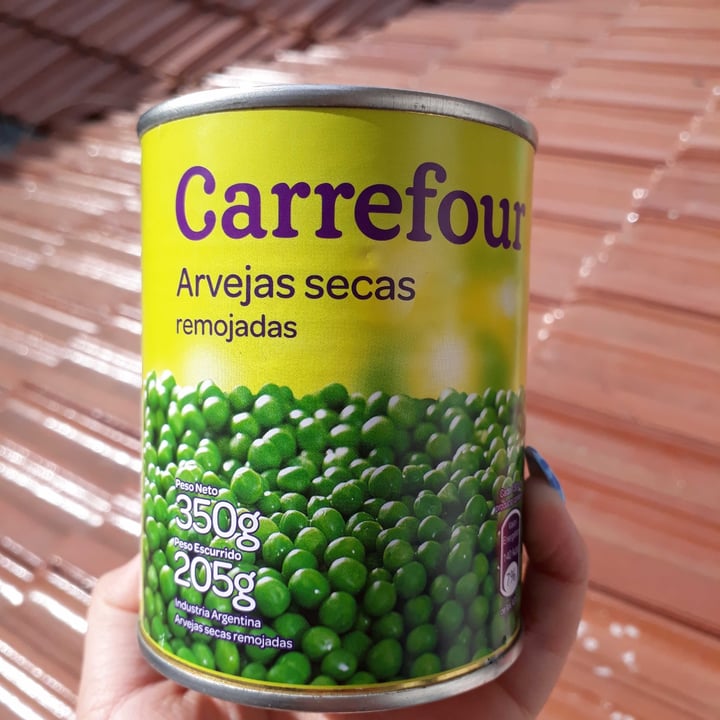 Carrefour
Arvejas secas
remojadas
Peso Neto
350g
Peso Escurrido
205g
Industria Argentina
Arvejas secas remojadas